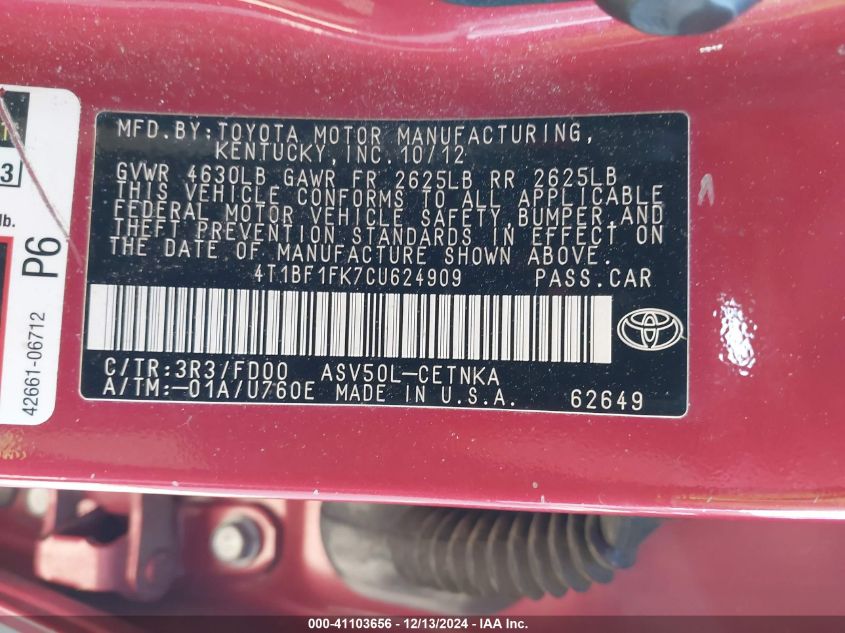 MFD.BY:TOYOTA MOTOR MANUFACTURING,
KENTUCKY,INC.10/12
GVWR 4630LB GAWR FR 2625LB RR 2625LB
THIS VEHICLE CONFORMS TO ALL APPLICABLE
FEDERAL MOTOR VEHICLE SAFETY,BUMPER,AND
THEFT PREVENTION STANDARDS IN EFFECT ON
THE DATE OF MANUFACTURE SHOWN ABOVE.
4T1BF1FK7CU624909 PASS.CAR
C/TR:3R3/FD00 ASV50L-CETNKA
A/TM:-01A/U760E MADE IN U.S.A. 62649
3
lb.
P6
42661-06712
000-41103656 - 12/13/2024 - IAA Inc.